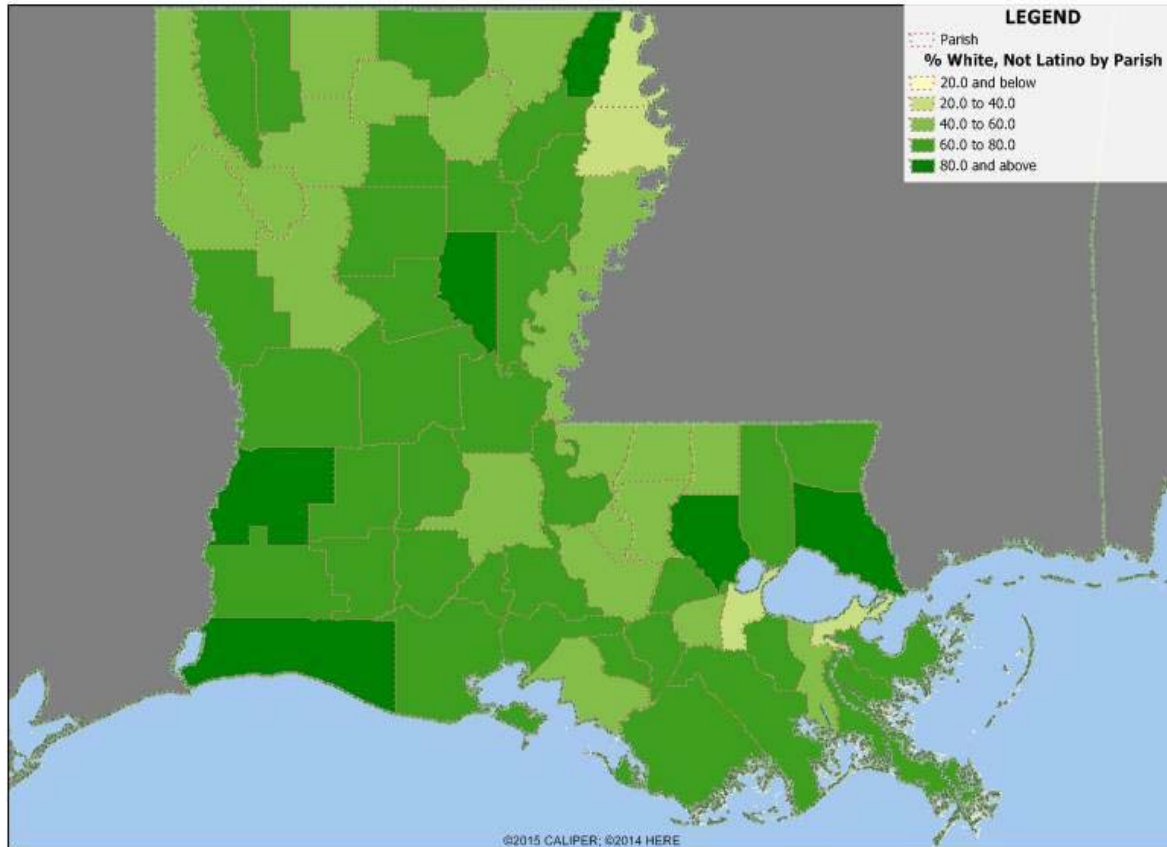 LEGEND
Parish
% White, Not Latino by Parish
20.0 and below
20.0 to 40.0
40.0 to 60.0
60.0 to 80.0
80.0 and above
©2015 CALIPER; ©2014 HERE